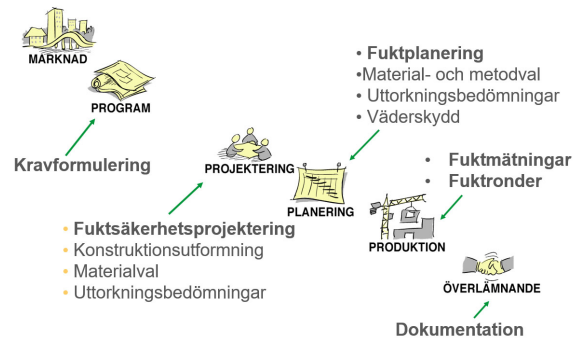 MARKNAD
PROGRAM
Kravformulering
PROJEKTERING
• Fuktsäkerhetsprojektering
• Konstruktionsutformning
• Materialval
• Uttorkningsbedömningar
• Fuktplanering
•Material- och metodval
• Uttorkningsbedömningar
• Väderskydd
PLANERING
• Fuktmätningar
• Fuktronder
PRODUKTION
ÖVERLÄMNANDE
Dokumentation